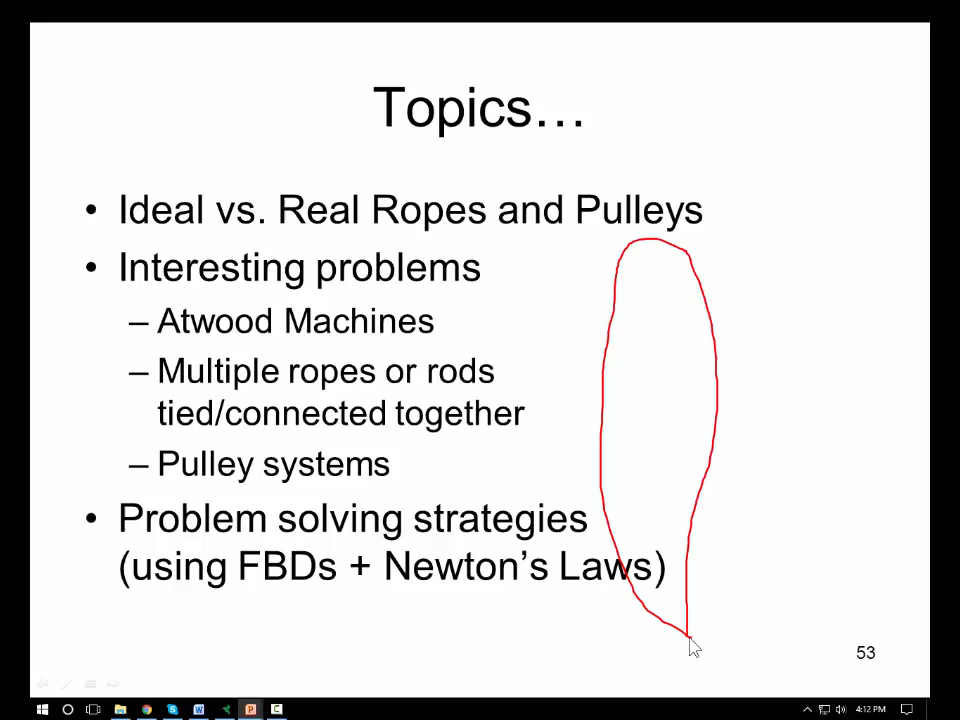 Topics…
• Ideal vs. Real Ropes and Pulleys
• Interesting problems
– Atwood Machines
– Multiple ropes or rods
tied/connected together
– Pulley systems
• Problem solving strategies
(using FBDs + Newton's Laws)
53
4:12 PM